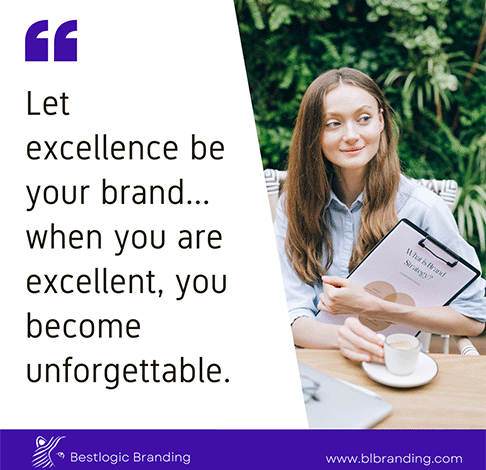 Let
excellence be
your brand...
when you are
excellent, you
become
unforgettable.
What is Brand
Strategy?
Bestlogic Branding
www.blbranding.com